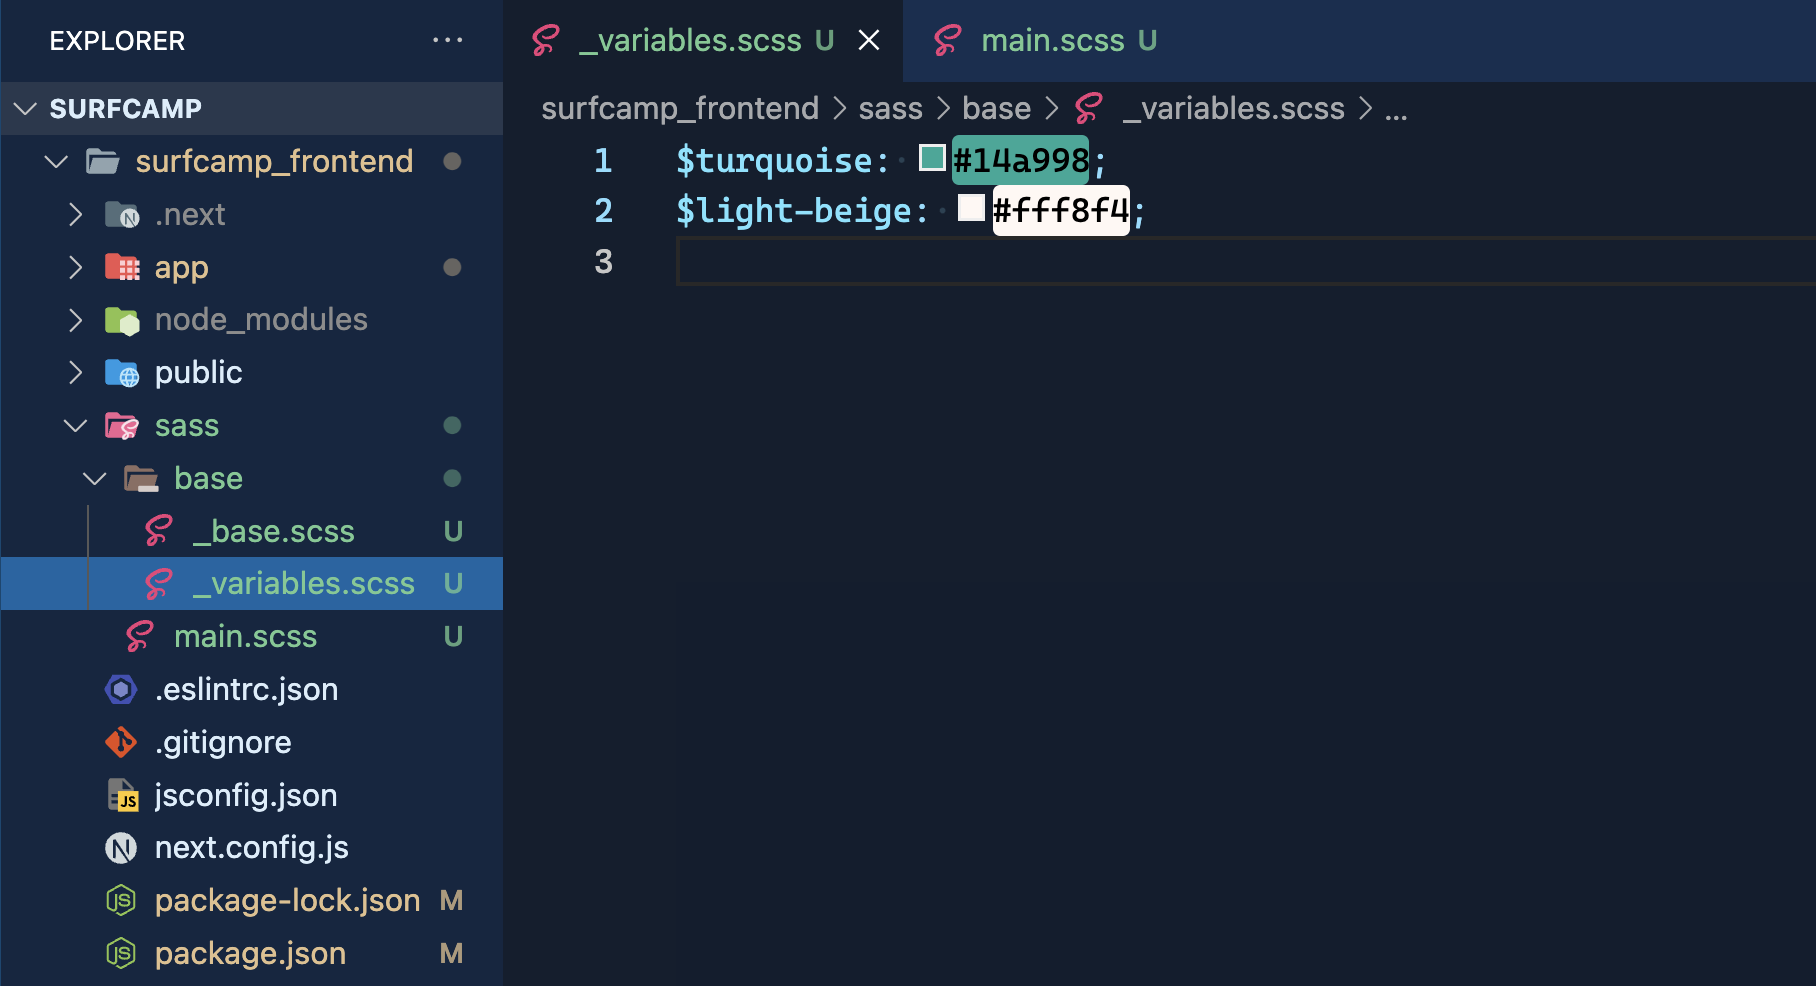 EXPLORER ...
SURFCAMP
surfcamp_frontend
.next
app
node_modules
public
sass
base
_base.scss U
_variables.scss U
main.scss U
.eslintrc.json
.gitignore
jsconfig.json
next.config.js
package-lock.json M
package.json M
_variables.scss U main.scss U
surfcamp_frontend > sass > base > _variables.scss > ...
1 $turquoise: #14a998;
2 $light-beige: #fff8f4;
3